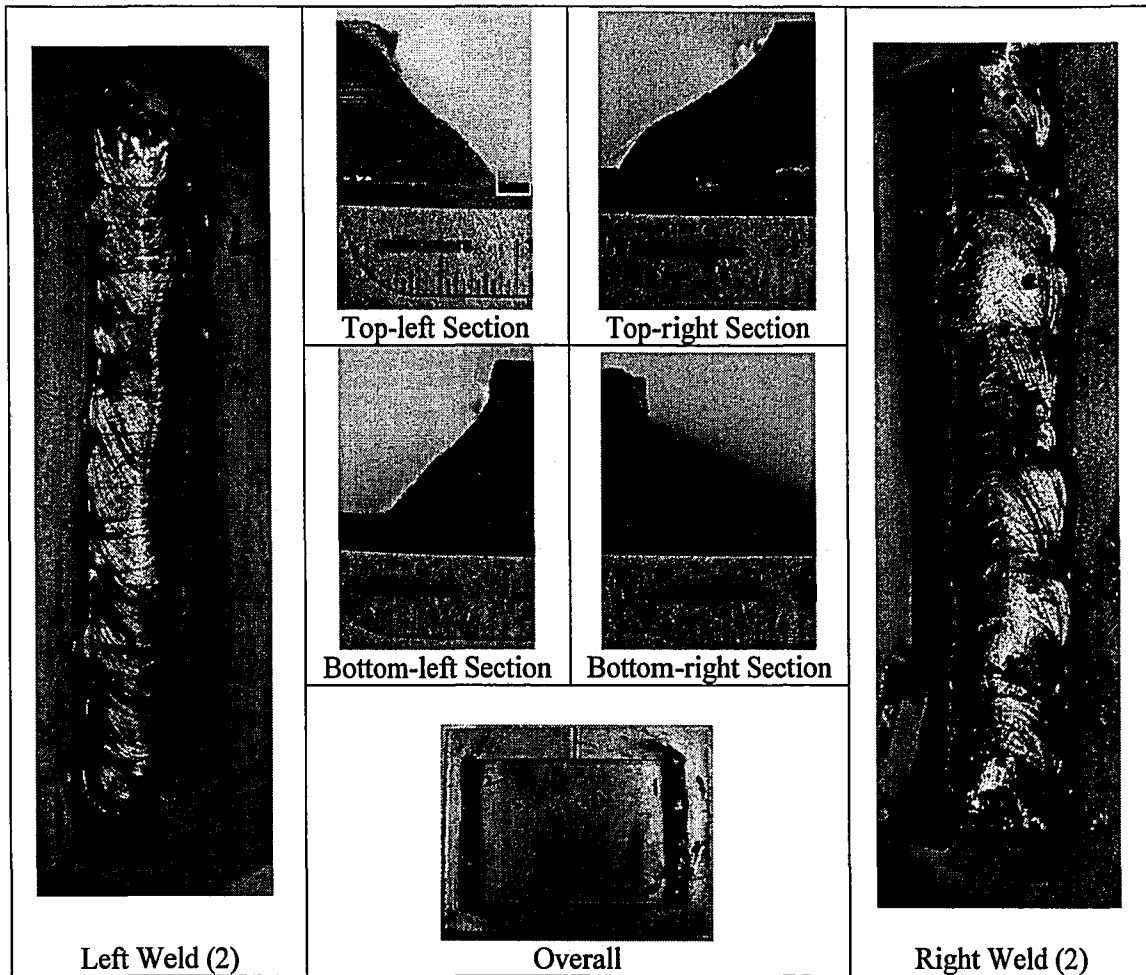 Top-left Section
Top-right Section
Bottom-left Section
Bottom-right Section
Left Weld (2)
Overall
Right Weld (2)